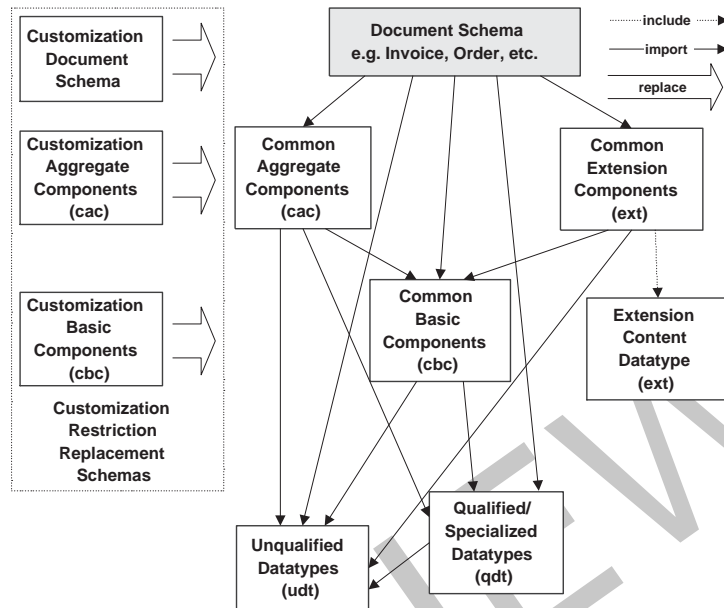 Customization
Document
Schema
Document Schema
e.g. Invoice, Order, etc.
include
import
replace
Customization
Aggregate
Components
(cac)
Common
Aggregate
Components
(cac)
Common
Extension
Components
(ext)
Customization
Basic
Components
(cbc)
Common
Basic
Components
(cbc)
Extension
Content
Datatype
(ext)
Customization
Restriction
Replacement
Schemas
Unqualified
Datatypes
(udt)
Qualified/
Specialized
Datatypes
(qdt)